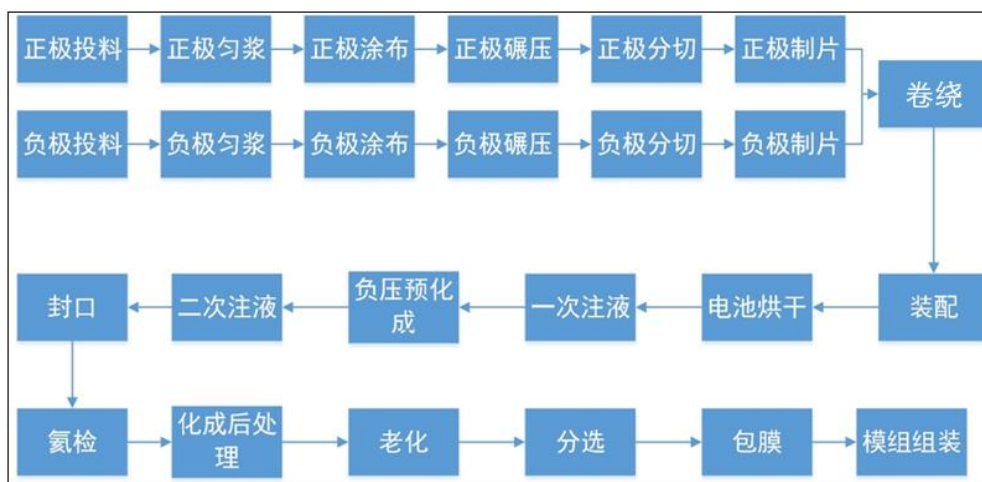 正极投料
正极匀浆
正极涂布
正极碾压
正极分切
正极制片
卷绕
负极投料
负极匀浆
负极涂布
负极碾压
负极分切
负极制片
封口
二次注液
负压预化
成
一次注液
电池烘干
装配
氦检
化成后处
理
老化
分选
包膜
模组组装